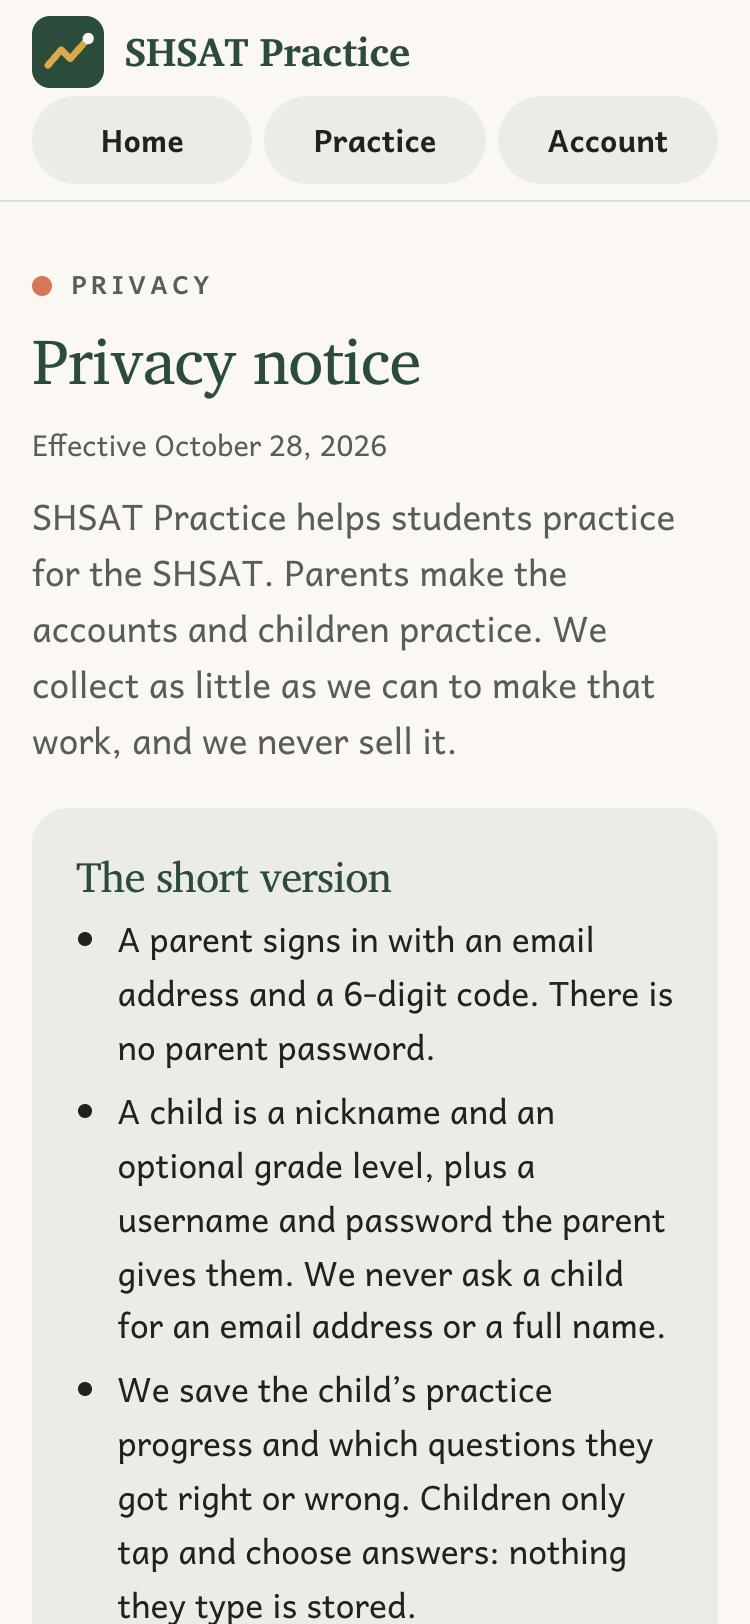 SHSAT Practice
Home
Practice
Account
PRIVACY
Privacy notice
Effective October 28, 2026
SHSAT Practice helps students practice
for the SHSAT. Parents make the
accounts and children practice. We
collect as little as we can to make that
work, and we never sell it.
The short version
• A parent signs in with an email
address and a 6-digit code. There is
no parent password.
• A child is a nickname and an
optional grade level, plus a
username and password the parent
gives them. We never ask a child
for an email address or a full name.
• We save the child’s practice
progress and which questions they
got right or wrong. Children only
tap and choose answers: nothing
they type is stored.